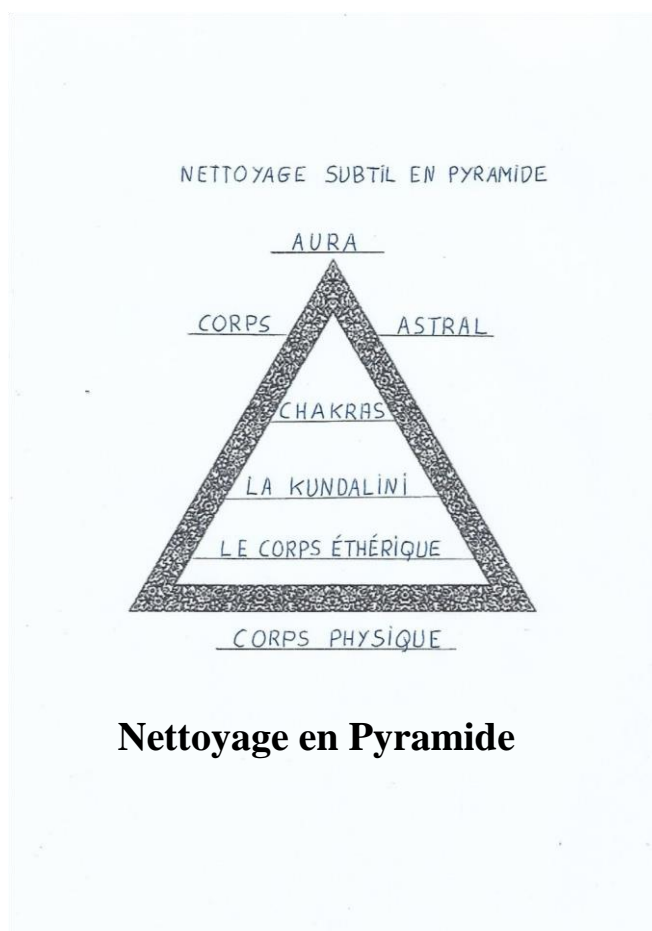 NETTOYAGE SUBTIL EN PYRAMIDE
AURA
CORPS ASTRAL
CHAKRAS
LA KUNDALINI
LE CORPS ÉTHÉRIQUE
CORPS PHYSIQUE
Nettoyage en Pyramide